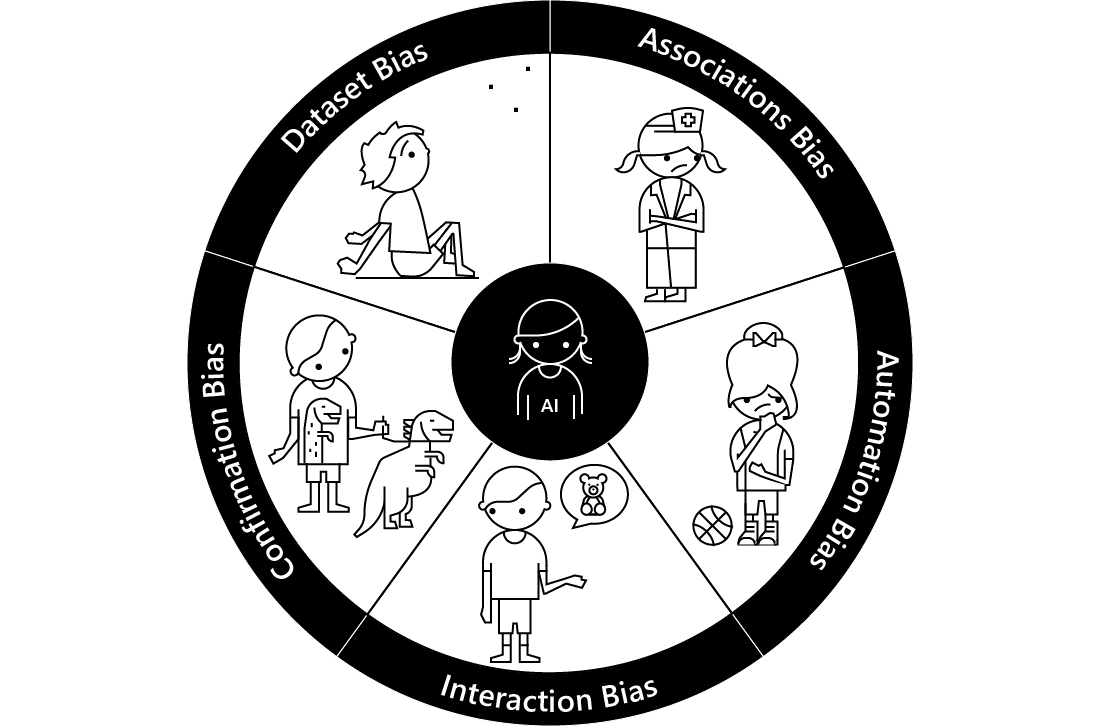 Dataset Bias
Associations Bias
Automation Bias
Interaction Bias
Confirmation Bias
AI